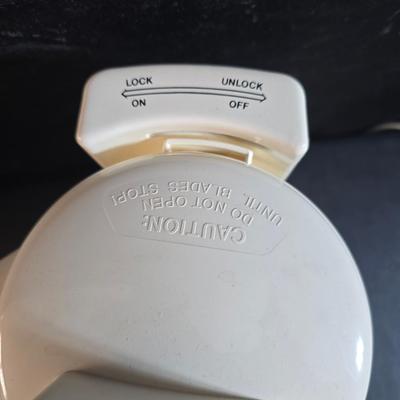 LOCK UNLOCK
ON OFF
CAUTION:
DO NOT OPEN
UNTIL BLADES STOP!